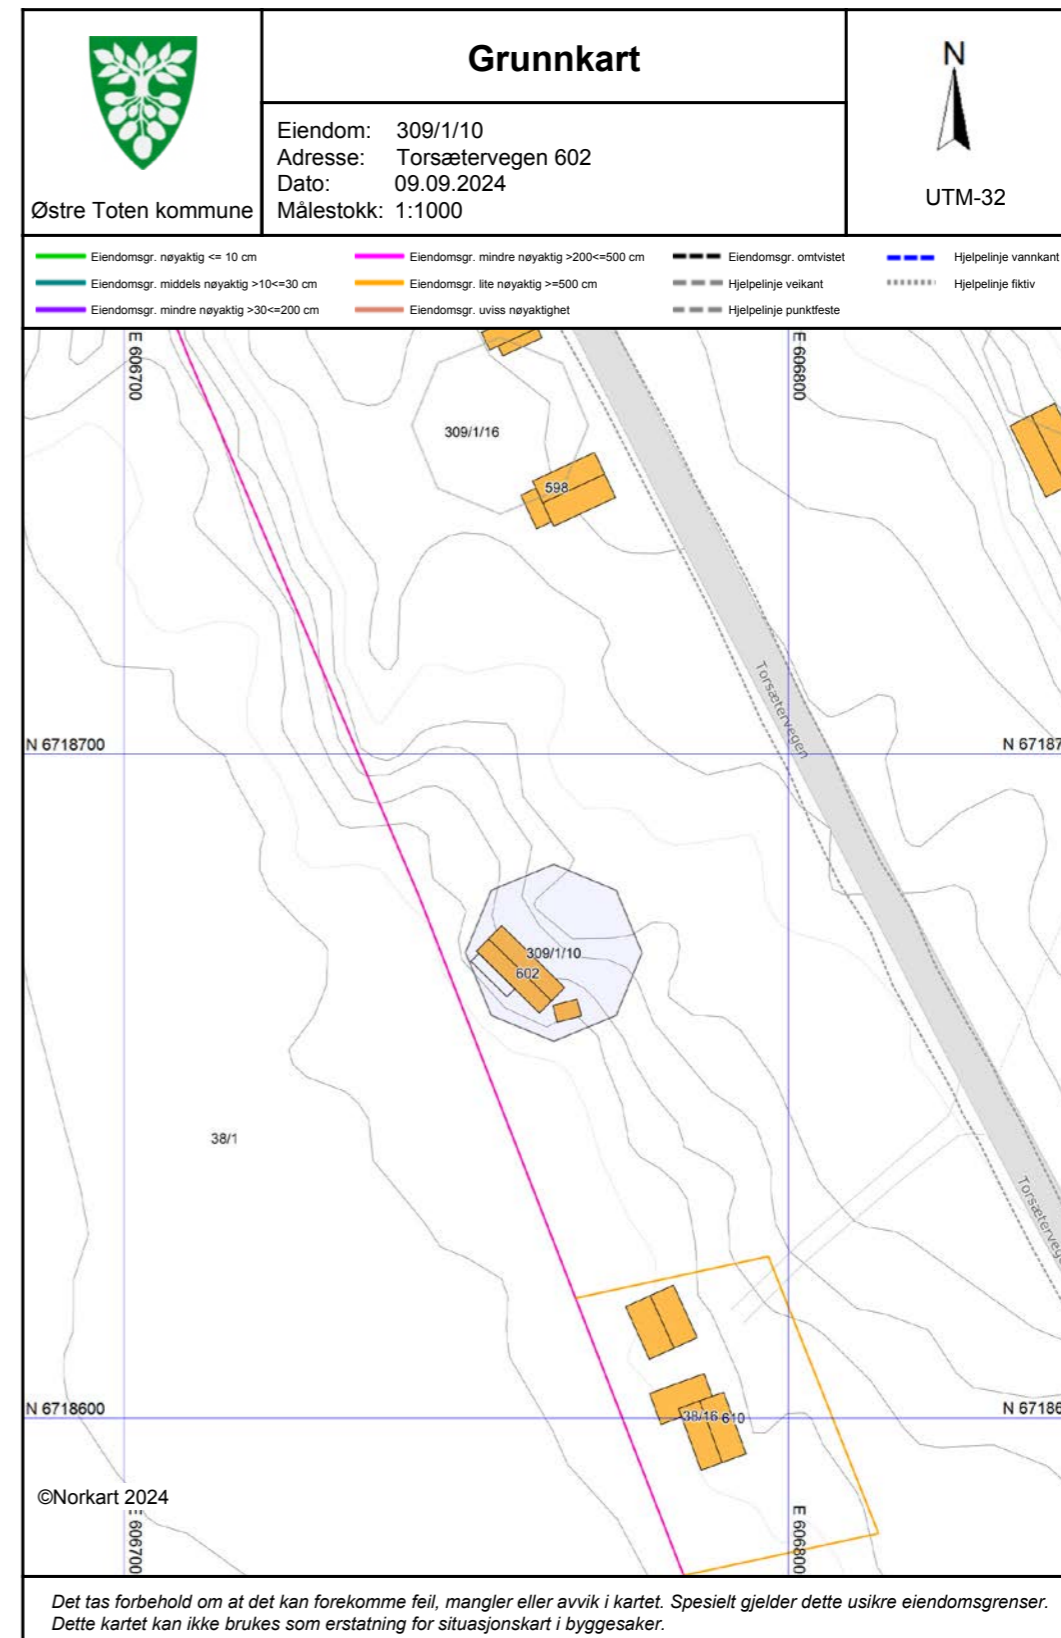 Østre Toten kommune
Grunnkart
Eiendom: 309/1/10
Adresse: Torsætervegen 602
Dato: 09.09.2024
Målestokk: 1:1000
N
UTM-32
Eiendomsgr. nøyaktig <= 10 cm
Eiendomsgr. middels nøyaktig >10<=30 cm
Eiendomsgr. mindre nøyaktig >30<=200 cm
Eiendomsgr. mindre nøyaktig >200<=500 cm
Eiendomsgr. lite nøyaktig >=500 cm
Eiendomsgr. uviss nøyaktighet
Eiendomsgr. omtvistet
Hjelpelinje veikant
Hjelpelinje punktfeste
Hjelpelinje vannkant
Hjelpelinje fiktiv
E 606700
E 606800
309/1/16
598
Torsætervegen
N 6718700
N 67187
309/1/10
602
38/1
Torsætervege
N 6718600
N 67186
38/16 610
©Norkart 2024
E 606700
E 606800
Det tas forbehold om at det kan forekomme feil, mangler eller avvik i kartet. Spesielt gjelder dette usikre eiendomsgrenser.
Dette kartet kan ikke brukes som erstatning for situasjonskart i byggesaker.